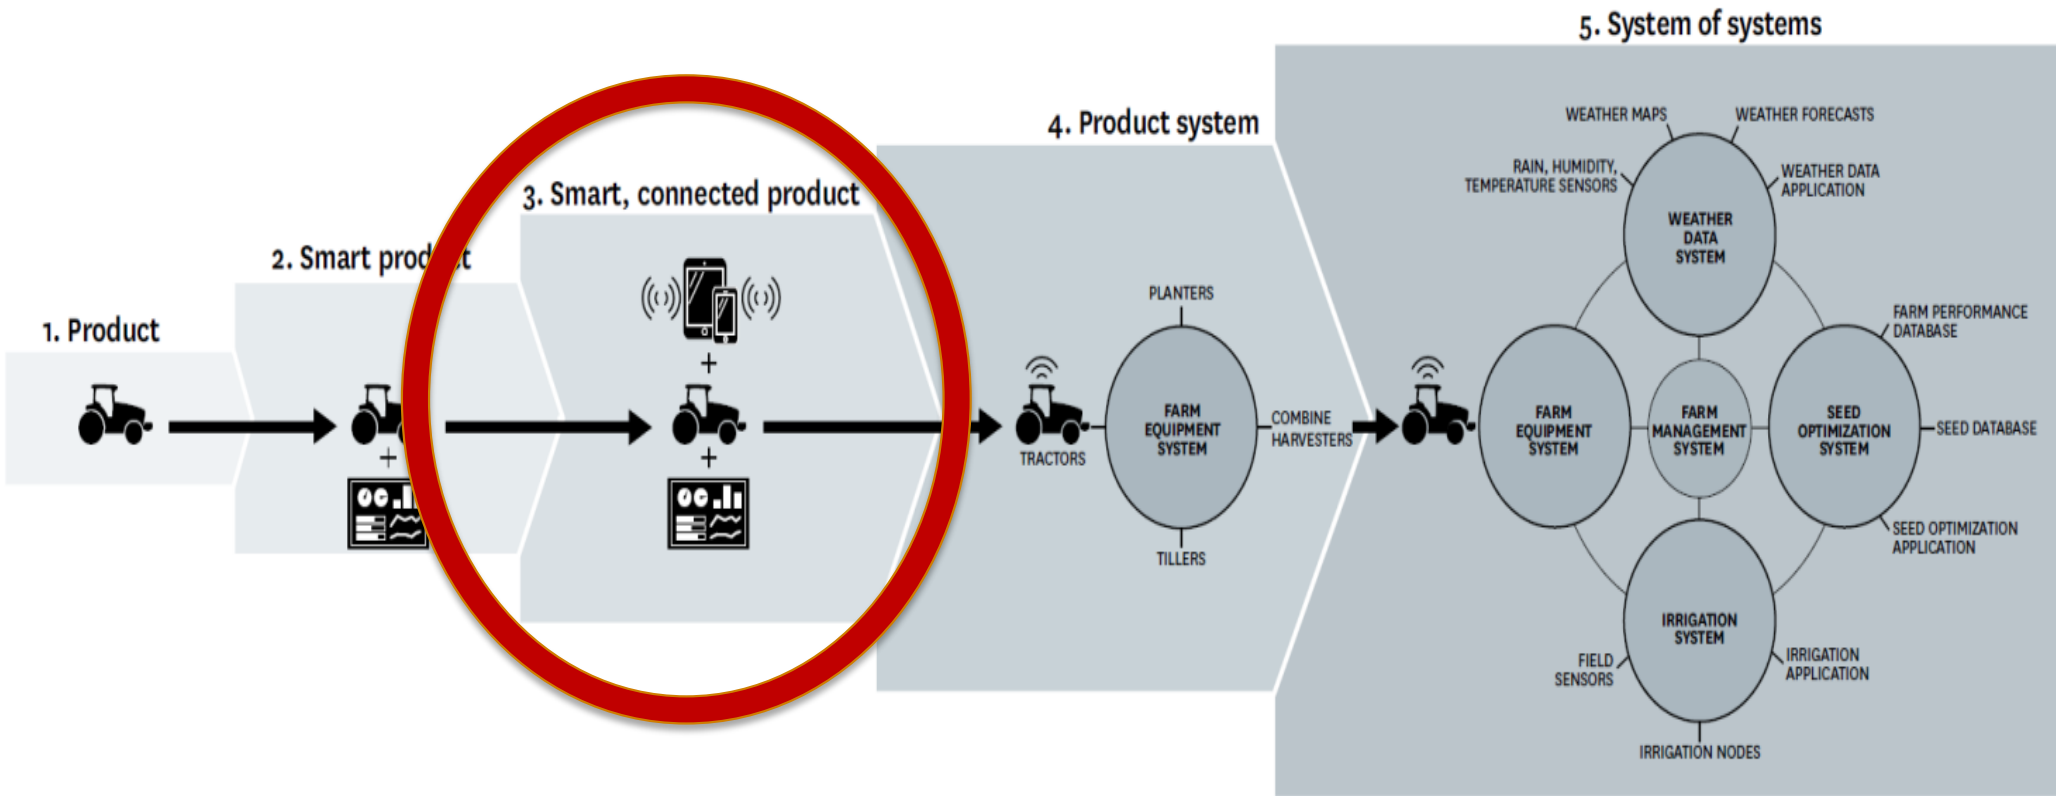 1. Product
2. Smart product
3. Smart, connected product
4. Product system
TRACTORS
PLANTERS
FARM
EQUIPMENT
SYSTEM
COMBINE
HARVESTERS
TILLERS
5. System of systems
WEATHER MAPS
WEATHER FORECASTS
RAIN, HUMIDITY,
TEMPERATURE SENSORS
WEATHER DATA
APPLICATION
WEATHER
DATA
SYSTEM
FARM
EQUIPMENT
SYSTEM
FARM
MANAGEMENT
SYSTEM
SEED
OPTIMIZATION
SYSTEM
FARM PERFORMANCE
DATABASE
SEED DATABASE
SEED OPTIMIZATION
APPLICATION
IRRIGATION
SYSTEM
FIELD
SENSORS
IRRIGATION
APPLICATION
IRRIGATION NODES